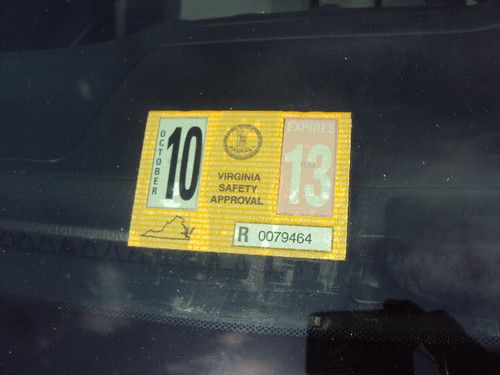 OCTOBER
10
VIRGINIA
SAFETY
APPROVAL
EXPIRES
13
R 0079464